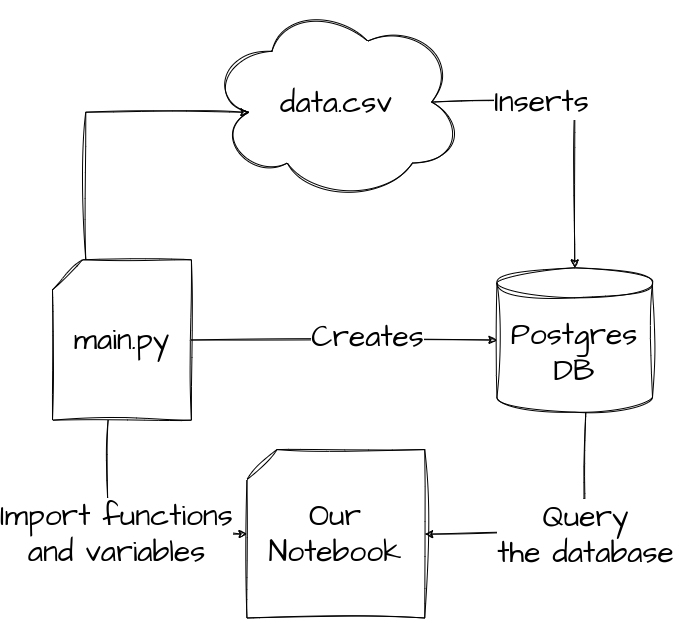 data.csv
Inserts
main.py
Creates
Postgres
DB
Import functions
and variables
Our
Notebook
Query
the database